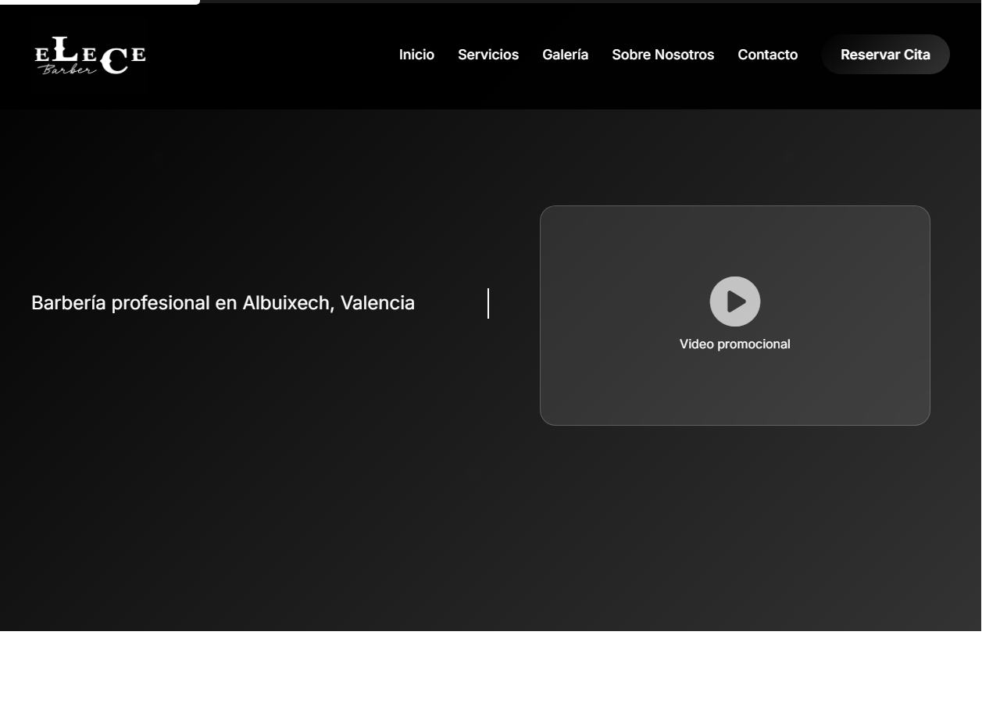 ELECE
Barber
Inicio
Servicios
Galería
Sobre Nosotros
Contacto
Reservar Cita
Barbería profesional en Albuixech, Valencia
Video promocional